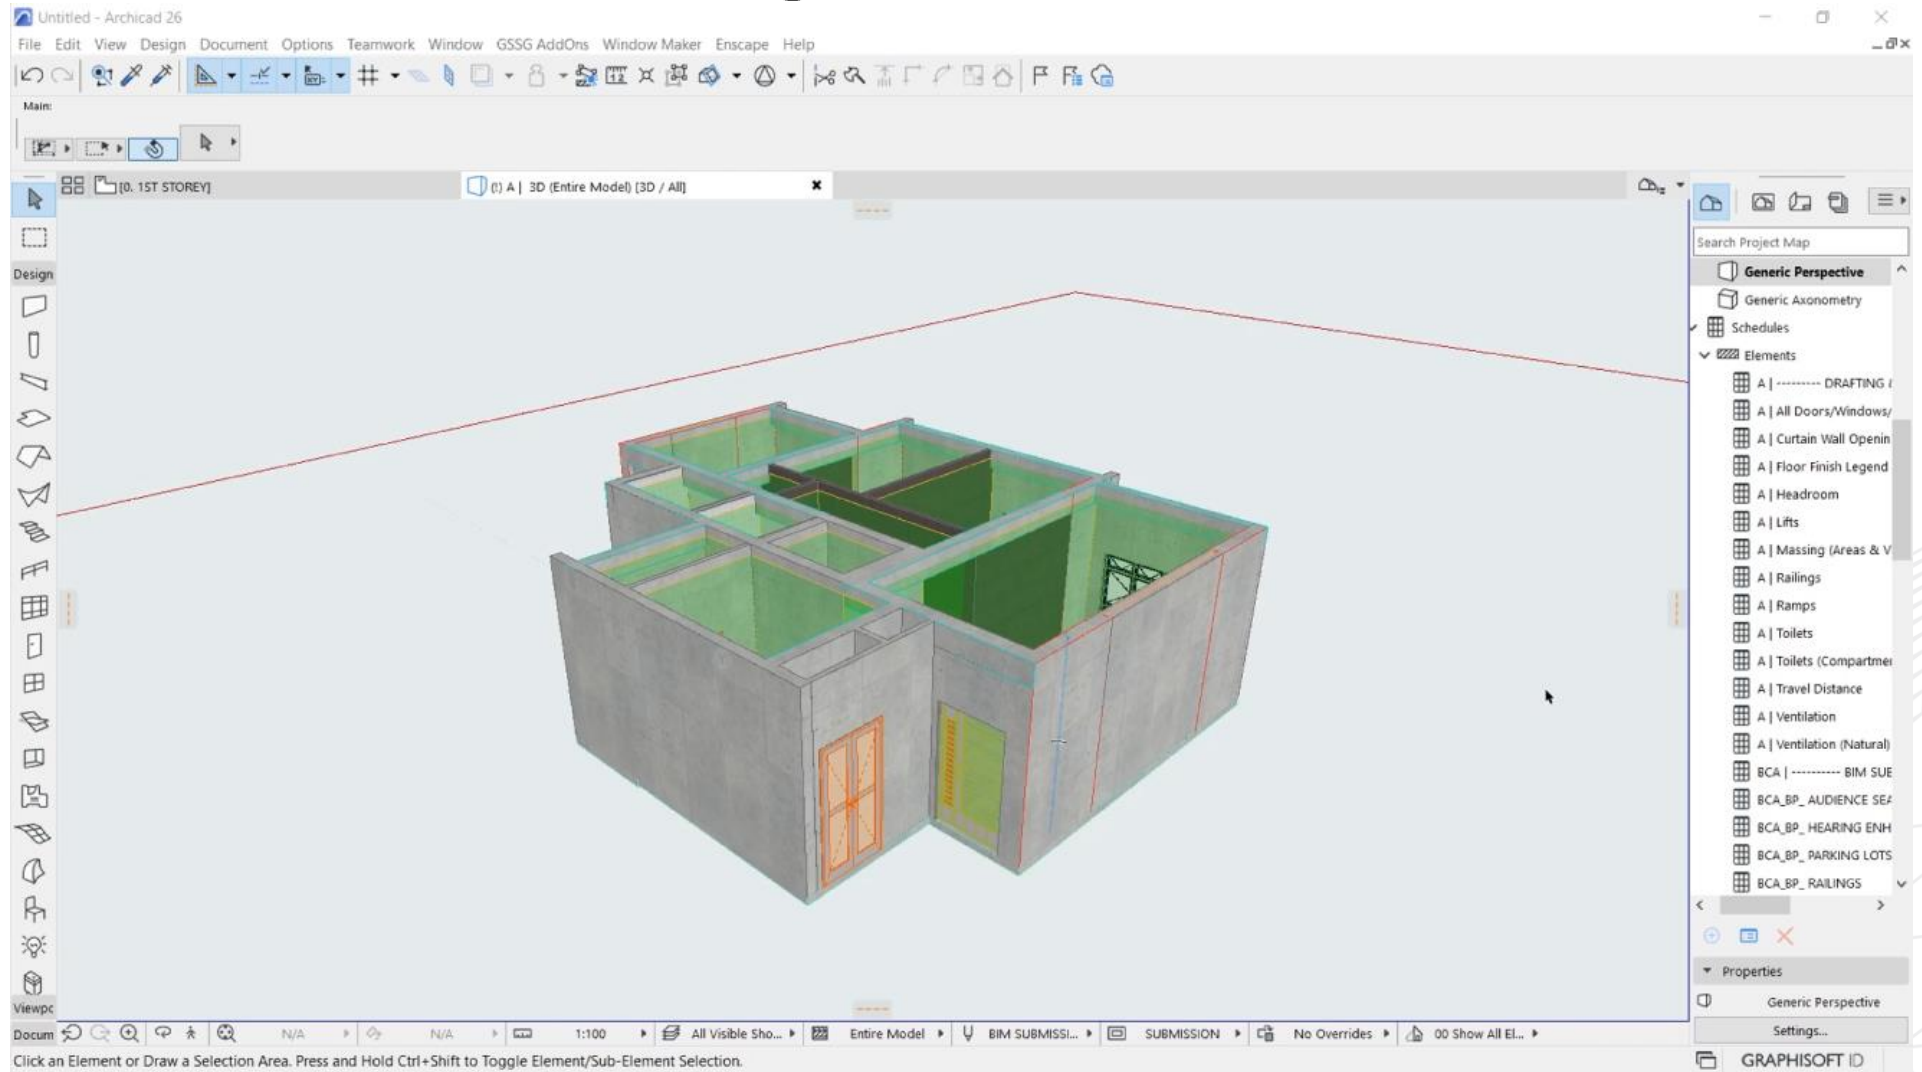 Untitled - Archicad 26
File Edit View Design Document Options Teamwork Window GSSG AddOns Window Maker Enscape Help
Main:
[0. 1ST STOREY]
(!) A | 3D (Entire Model) [3D / All]
Search Project Map
Design
Generic Perspective
Generic Axonometry
Schedules
Elements
A | --------- DRAFTING
A | All Doors/Windows/
A | Curtain Wall Openin
A | Floor Finish Legend
A | Headroom
A | Lifts
A | Massing (Areas & V
A | Railings
A | Ramps
A | Toilets
A | Toilets (Compartmen
A | Travel Distance
A | Ventilation
A | Ventilation (Natural)
BCA | ---------- BIM SUB
BCA_BP_ AUDIENCE SEA
BCA_BP_ HEARING ENH
BCA_BP_ PARKING LOTS
BCA_BP_ RAILINGS
Properties
Viewpc
Generic Perspective
Docum N/A N/A 1:100 All Visible Sho... Entire Model BIM SUBMISSI... SUBMISSION No Overrides 00 Show All El...
Settings...
Click an Element or Draw a Selection Area. Press and Hold Ctrl+Shift to Toggle Element/Sub-Element Selection.
GRAPHISOFT ID